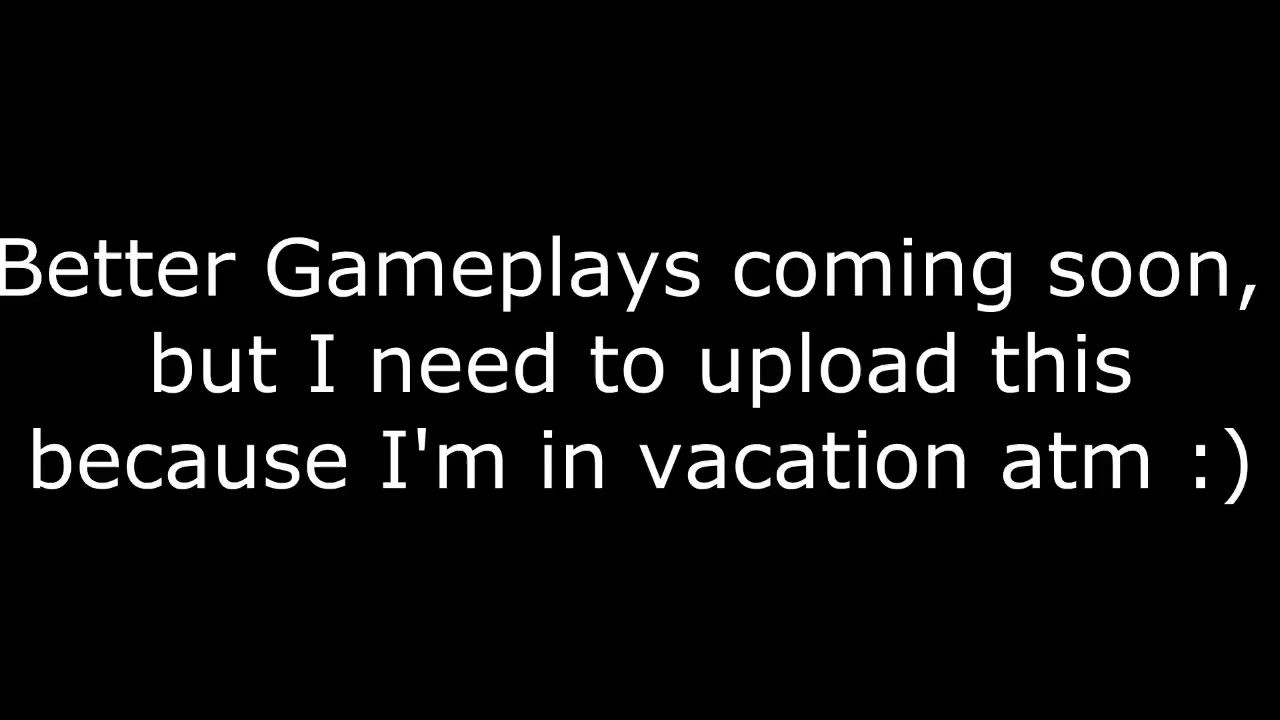 Better Gameplays coming soon,
but I need to upload this
because I'm in vacation atm :)